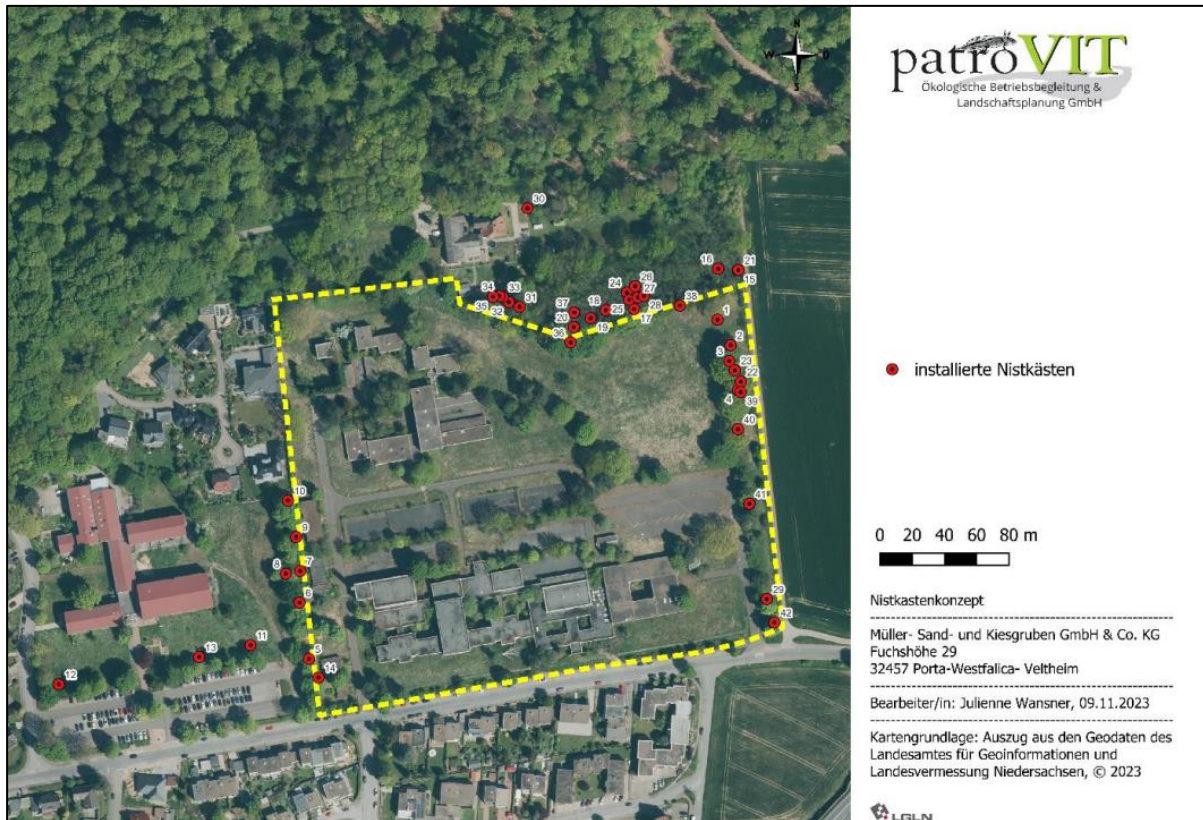 patroVIT
Ökologische Betriebsbegleitung &
Landschaftsplanung GmbH
N
W O
S
30
16 21
15
34 33
35 32 31
37
20
36
18
19
24 26
27
25 28
17
38
1
2
3 23
22
4 39
40
41
29
42
10
9
8 7
6
5
14
11
13
12
installierte Nistkästen
0 20 40 60 80 m
Nistkastenkonzept
Müller- Sand- und Kiesgruben GmbH & Co. KG
Fuchshöhe 29
32457 Porta-Westfalica- Veltheim
Bearbeiter/in: Julienne Wansner, 09.11.2023
Kartengrundlage: Auszug aus den Geodaten des
Landesamtes für Geoinformationen und
Landesvermessung Niedersachsen, © 2023
LGLN